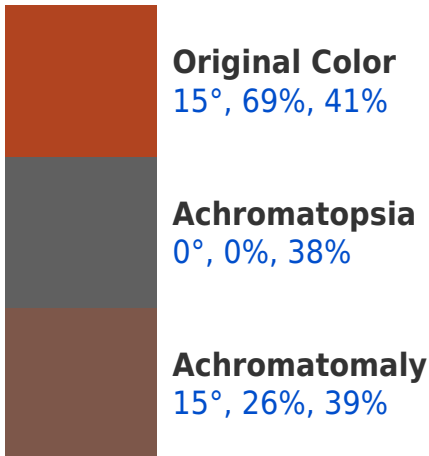 Original Color
15°, 69%, 41%
Achromatopsia
0°, 0%, 38%
Achromatomaly
15°, 26%, 39%